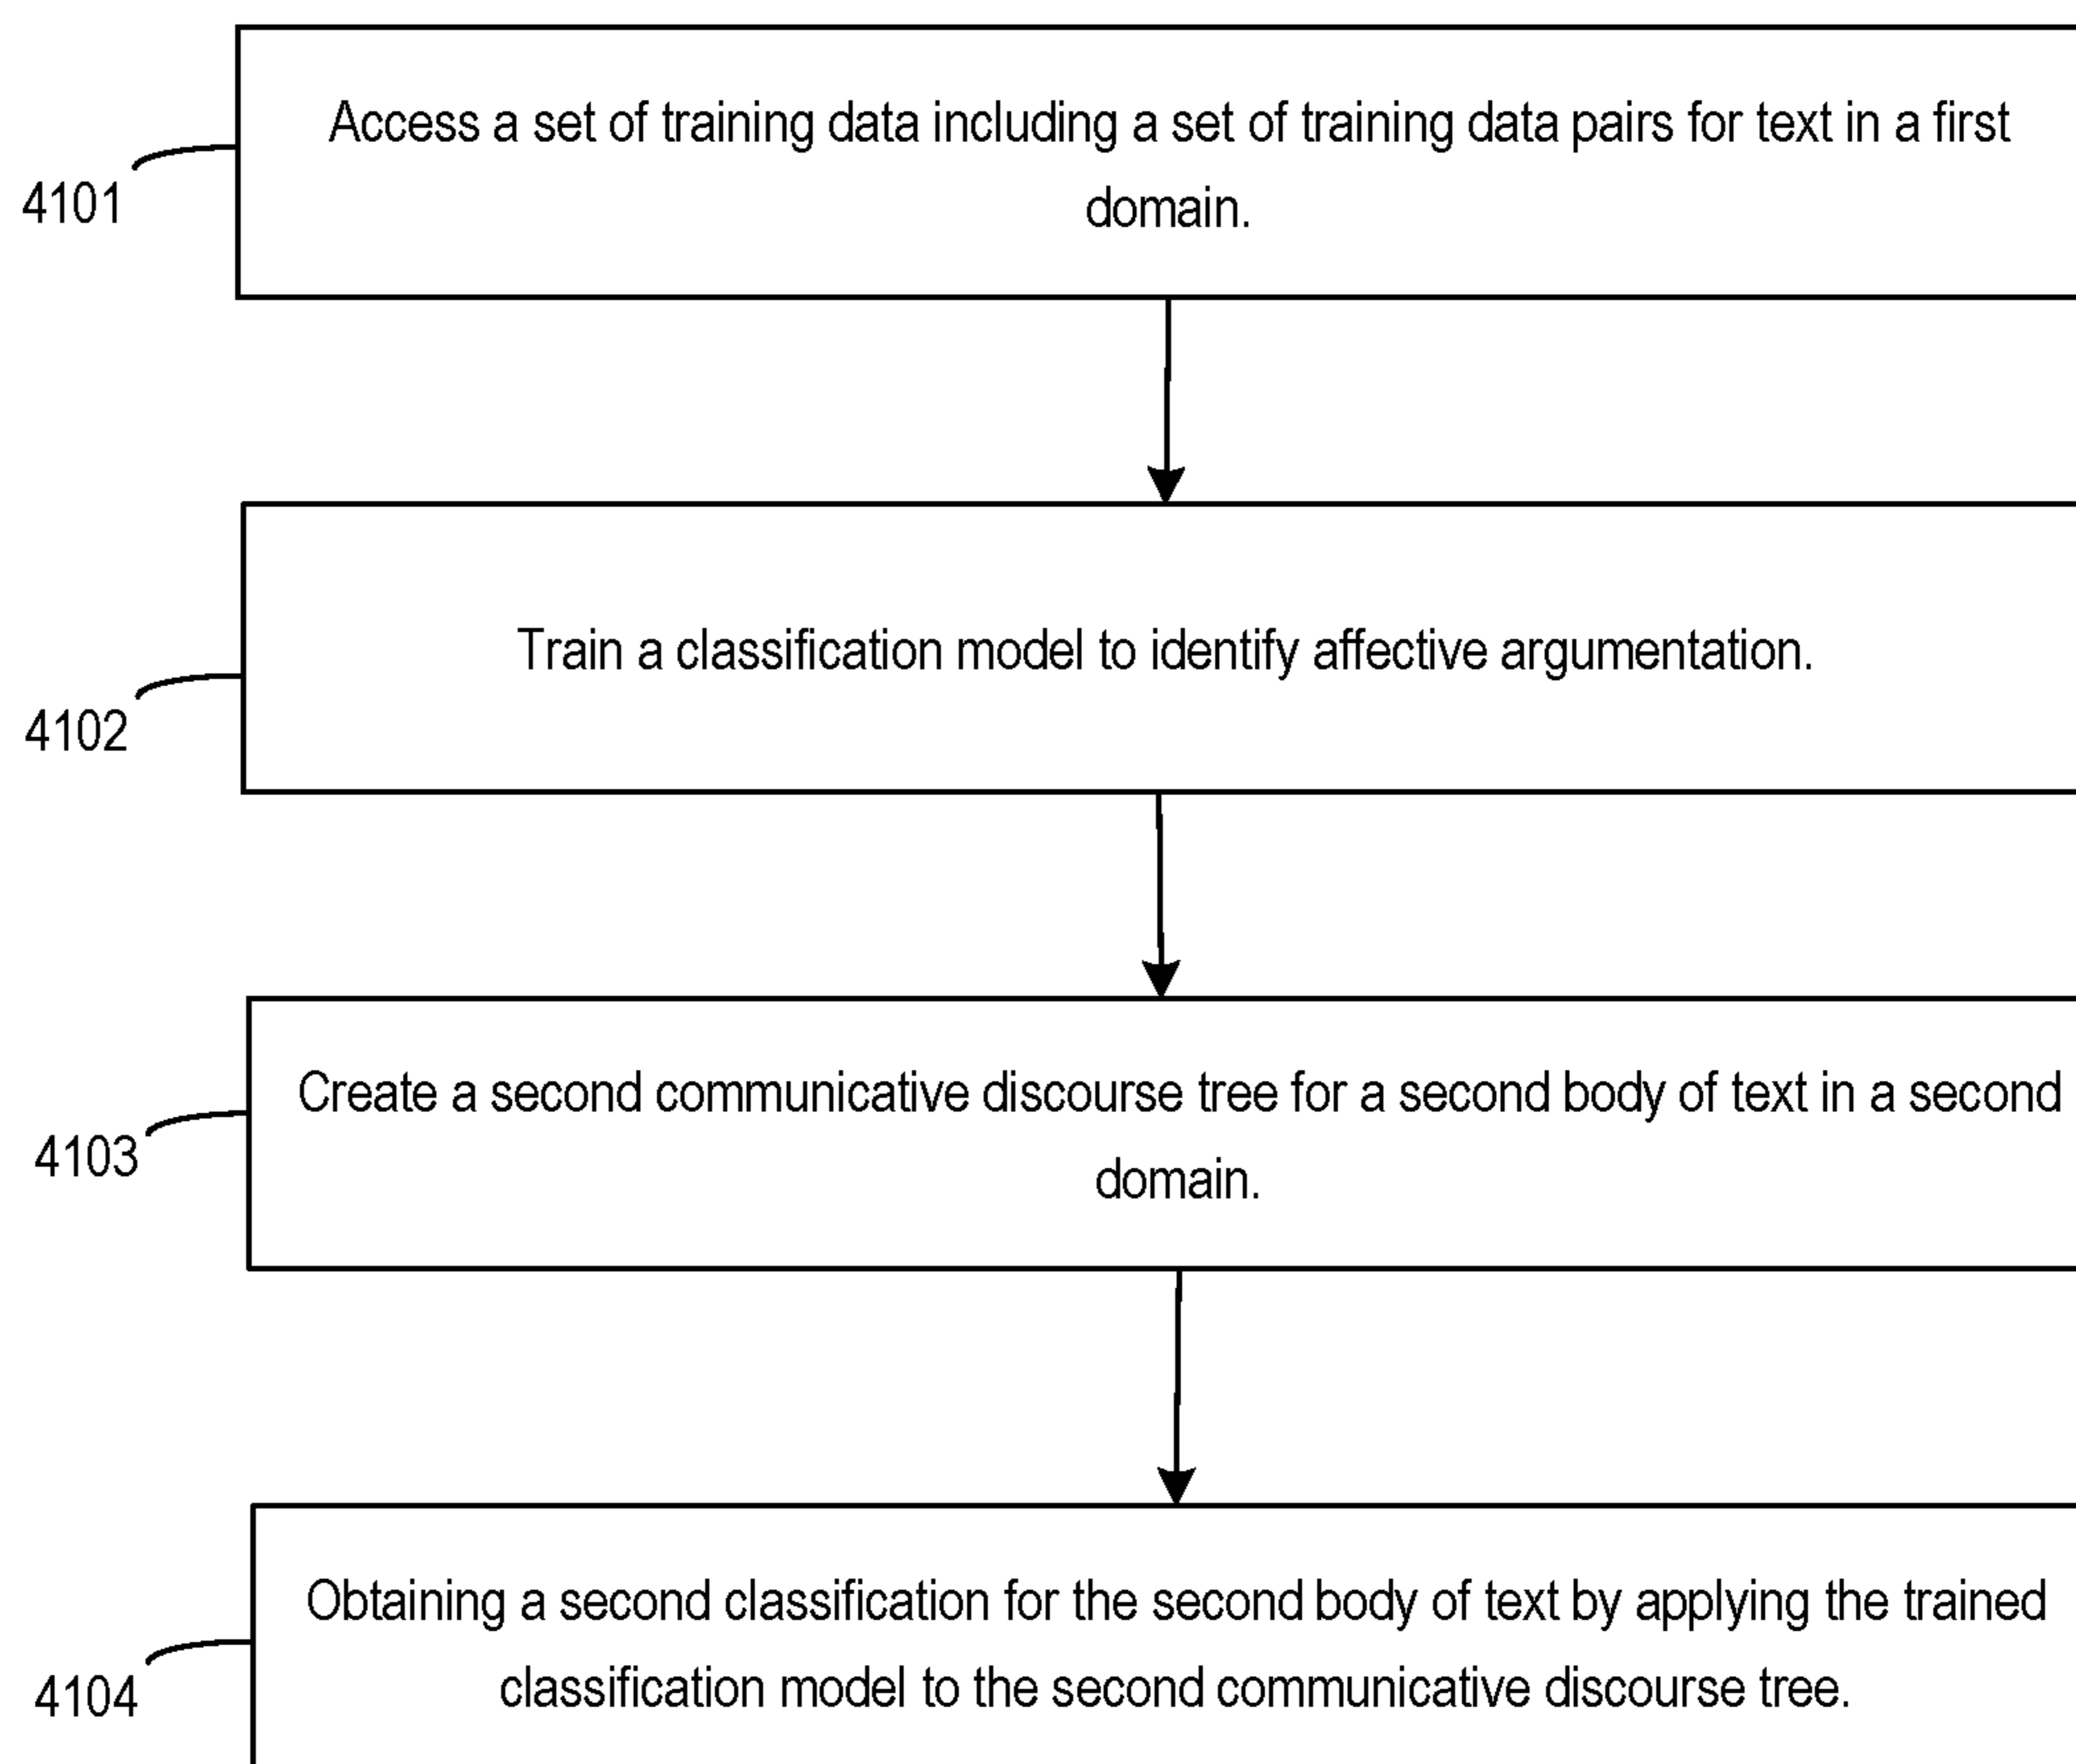 Access a set of training data including a set of training data pairs for text in a first
domain.
4101
Train a classification model to identify affective argumentation.
4102
Create a second communicative discourse tree for a second body of text in a second
domain.
4103
Obtaining a second classification for the second body of text by applying the trained
classification model to the second communicative discourse tree.
4104